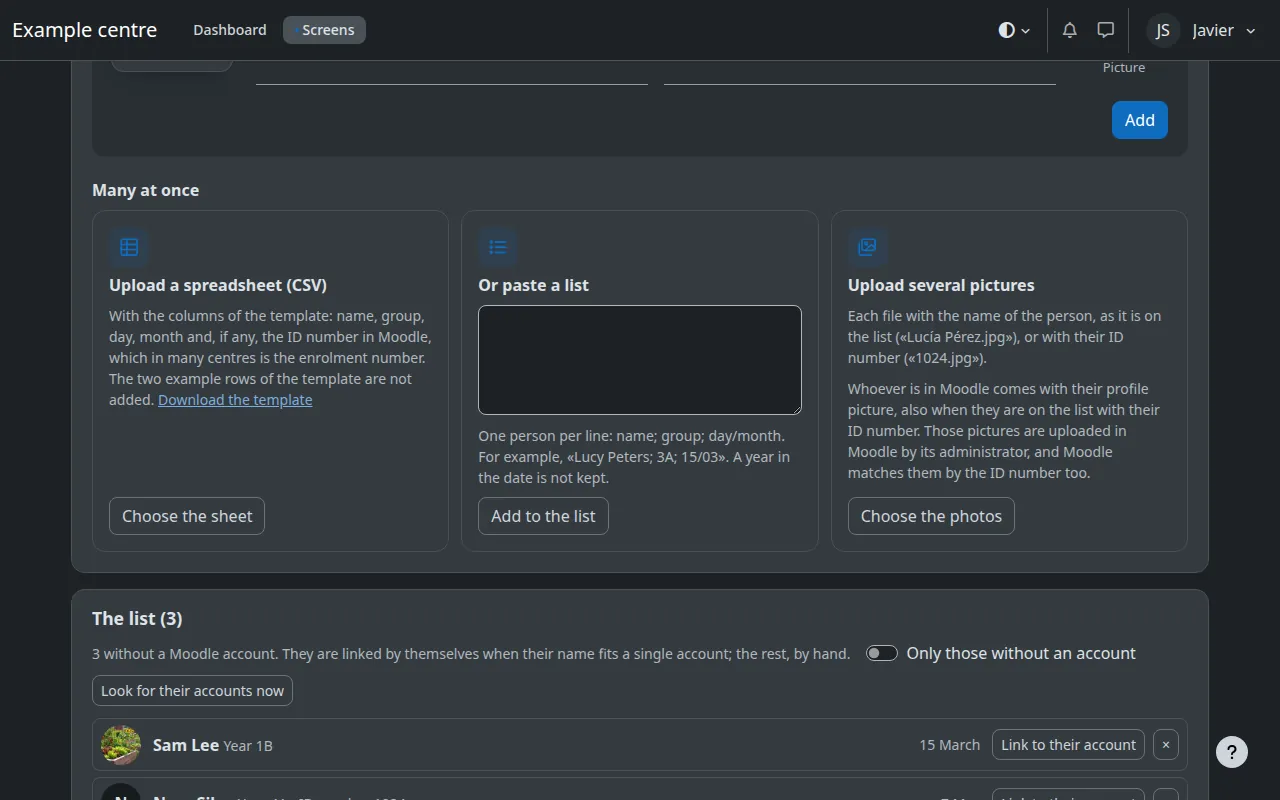 Example centre
Dashboard
Screens
JS
Javier
Picture
Add
Many at once
Upload a spreadsheet (CSV)
With the columns of the template: name, group,
day, month and, if any, the ID number in Moodle,
which in many centres is the enrolment number.
The two example rows of the template are not
added. Download the template
Choose the sheet
Or paste a list
One person per line: name; group; day/month.
For example, «Lucy Peters; 3A; 15/03». A year in
the date is not kept.
Add to the list
Upload several pictures
Each file with the name of the person, as it is on
the list («Lucía Pérez.jpg»), or with their ID
number («1024.jpg»).
Whoever is in Moodle comes with their profile
picture, also when they are on the list with their
ID number. Those pictures are uploaded in
Moodle by its administrator, and Moodle
matches them by the ID number too.
Choose the photos
The list (3)
3 without a Moodle account. They are linked by themselves when their name fits a single account; the rest, by hand.
Only those without an account
Look for their accounts now
Sam Lee Year 1B
15 March
Link to their account
×
?